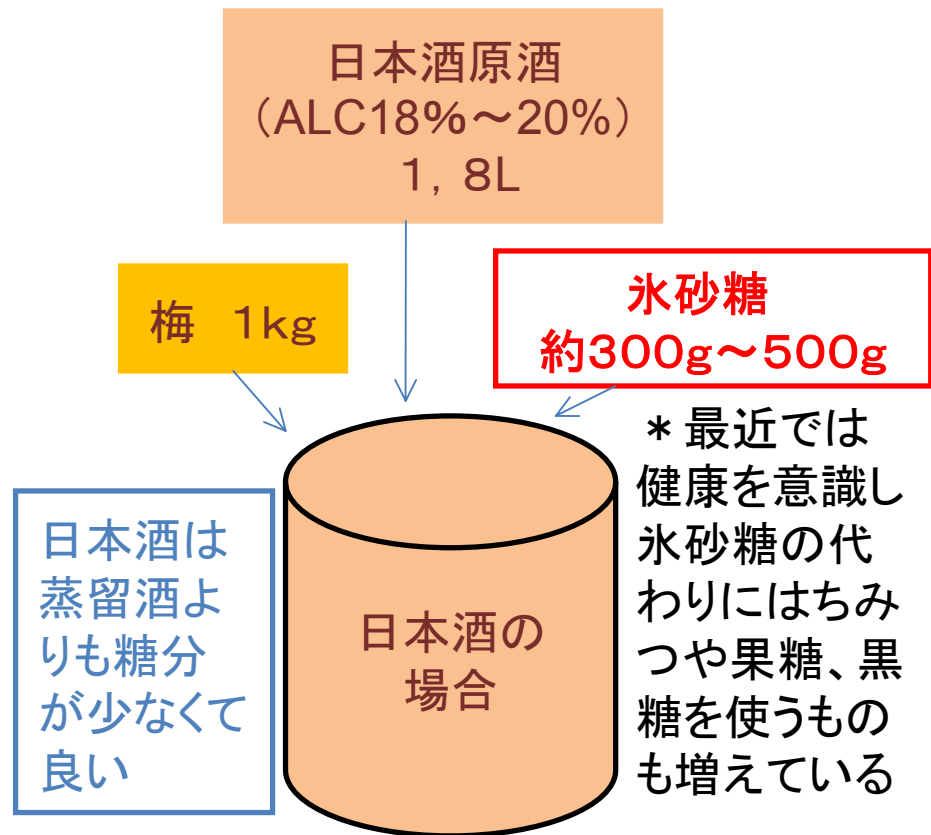 日本酒原酒
（ALC18%～20%）
１，８L
梅　１ｋｇ
氷砂糖
約３００ｇ～５００ｇ
日本酒は
蒸留酒よ
りも糖分
が少なくて
良い
日本酒の
場合
＊最近では
健康を意識し
氷砂糖の代
わりにはちみ
つや果糖、黒
糖を使うもの
も増えている